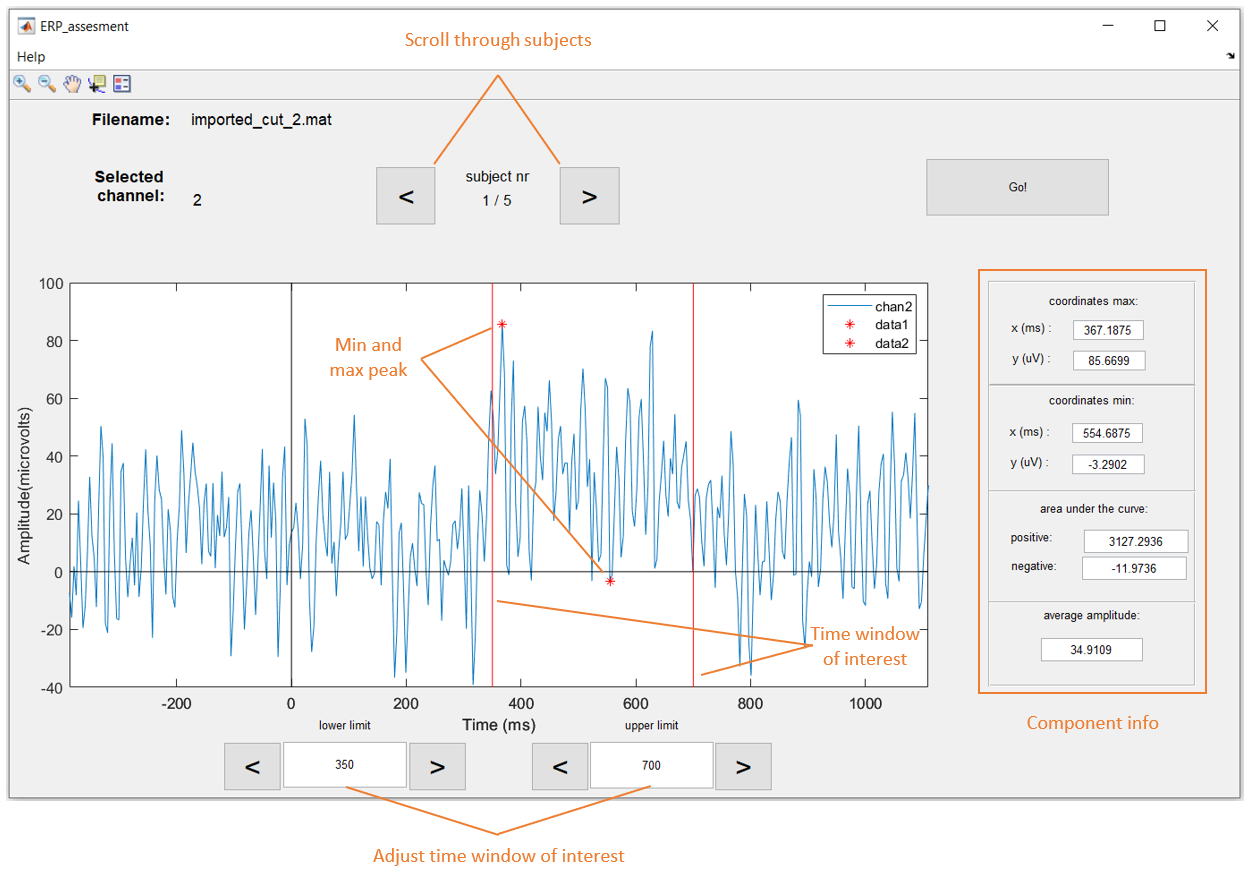 ERP_assesment
Scroll through subjects
Help
Filename: imported_cut_2.mat
Selected
channel: 2
<
subject nr
1 / 5
>
Go!
100
80
60
40
20
0
-20
-40
Amplitude(microvolts)
chan2
data1
data2
Min and
max peak
Time window
of interest
-200
0
200
400
600
800
1000
Time (ms)
coordinates max:
x (ms) : 367.1875
y (uV) : 85.6699
coordinates min:
x (ms) : 554.6875
y (uV) : -3.2902
area under the curve:
positive: 3127.2936
negative: -11.9736
average amplitude:
34.9109
Component info
lower limit
< 350 >
upper limit
< 700 >
Adjust time window of interest